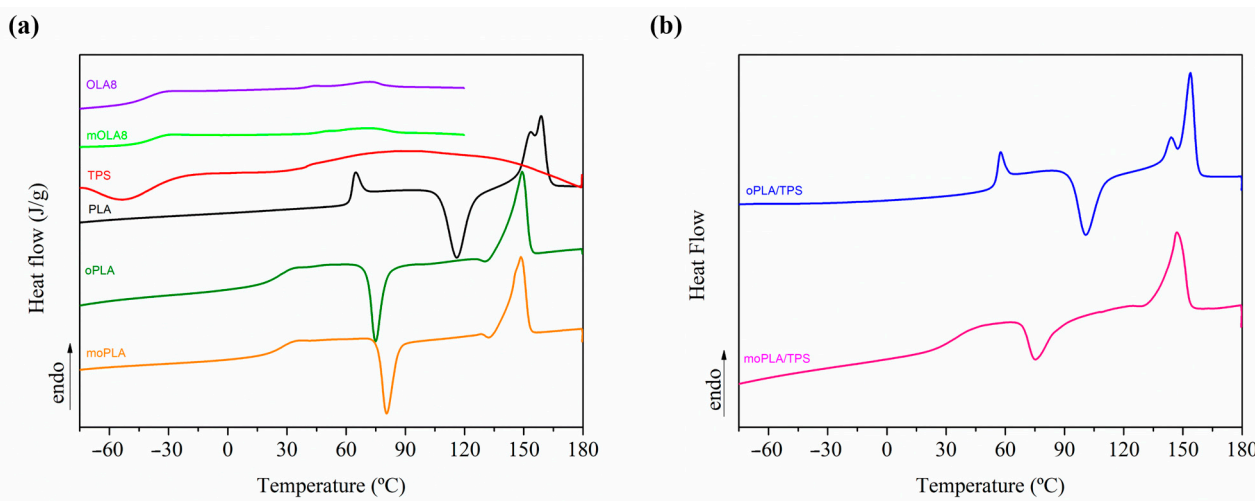 (a)
OLA8
mOLA8
TPS
PLA
oPLA
moPLA
Heat flow (J/g)
endo
−60 −30 0 30 60 90 120 150 180
Temperature (ºC)
(b)
oPLA/TPS
moPLA/TPS
Heat Flow
endo
−60 −30 0 30 60 90 120 150 180
Temperature (ºC)